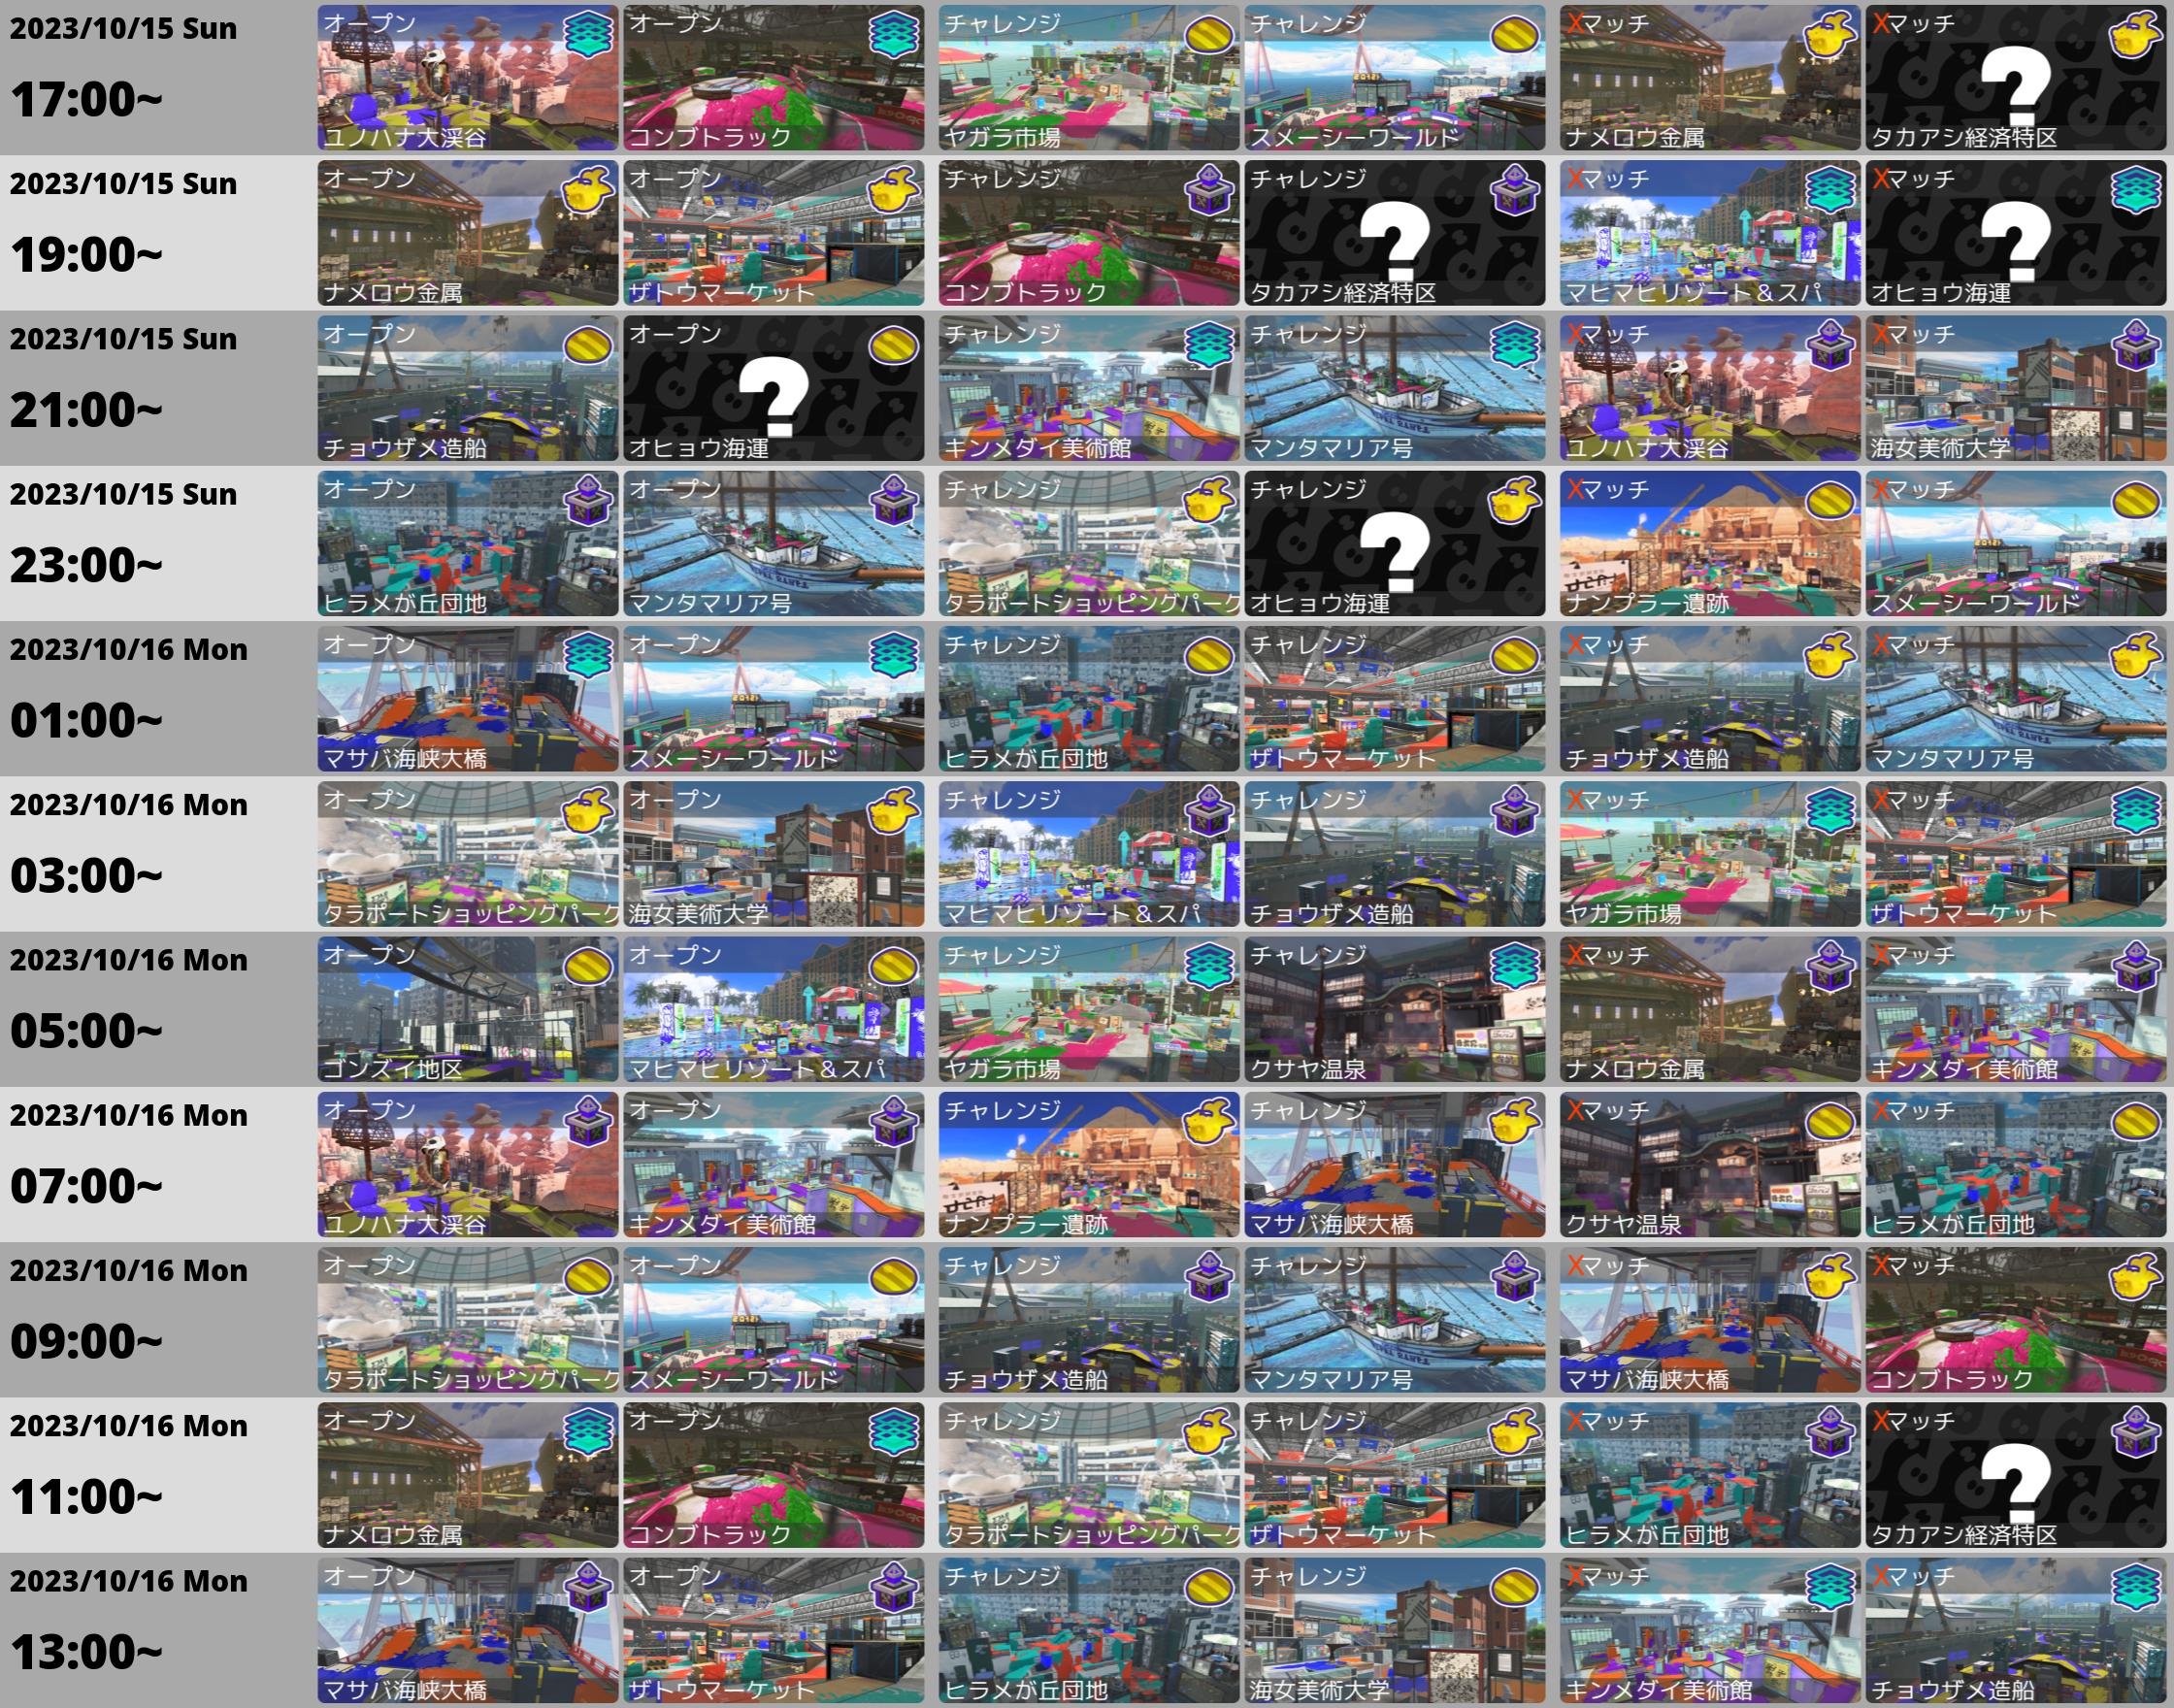 2023/10/15 Sun
17:00~
オープン オープン チャレンジ チャレンジ Xマッチ Xマッチ
ユノハナ大渓谷 コンブトラック ヤガラ市場 スメーシーワールド ナメロウ金属 タカアシ経済特区
2023/10/15 Sun
19:00~
オープン オープン チャレンジ チャレンジ Xマッチ Xマッチ
ナメロウ金属 ザトウマーケット コンブトラック タカアシ経済特区 マヒマヒリゾート&スパ オヒョウ海運
2023/10/15 Sun
21:00~
オープン オープン チャレンジ チャレンジ Xマッチ Xマッチ
チョウザメ造船 オヒョウ海運 キンメダイ美術館 マンタマリア号 ユノハナ大渓谷 海女美術大学
2023/10/15 Sun
23:00~
オープン オープン チャレンジ チャレンジ Xマッチ Xマッチ
ヒラメが丘団地 マンタマリア号 タラポートショッピングパーク オヒョウ海運 ナンプラー遺跡 スメーシーワールド
2023/10/16 Mon
01:00~
オープン オープン チャレンジ チャレンジ Xマッチ Xマッチ
マサバ海峡大橋 スメーシーワールド ヒラメが丘団地 ザトウマーケット チョウザメ造船 マンタマリア号
2023/10/16 Mon
03:00~
オープン オープン チャレンジ チャレンジ Xマッチ Xマッチ
タラポートショッピングパーク 海女美術大学 マヒマヒリゾート&スパ チョウザメ造船 ヤガラ市場 ザトウマーケット
2023/10/16 Mon
05:00~
オープン オープン チャレンジ チャレンジ Xマッチ Xマッチ
ゴンズイ地区 マヒマヒリゾート&スパ ヤガラ市場 クサヤ温泉 ナメロウ金属 キンメダイ美術館
2023/10/16 Mon
07:00~
オープン オープン チャレンジ チャレンジ Xマッチ Xマッチ
ユノハナ大渓谷 キンメダイ美術館 ナンプラー遺跡 マサバ海峡大橋 クサヤ温泉 ヒラメが丘団地
2023/10/16 Mon
09:00~
オープン オープン チャレンジ チャレンジ Xマッチ Xマッチ
タラポートショッピングパーク スメーシーワールド チョウザメ造船 マンタマリア号 マサバ海峡大橋 コンブトラック
2023/10/16 Mon
11:00~
オープン オープン チャレンジ チャレンジ Xマッチ Xマッチ
ナメロウ金属 コンブトラック タラポートショッピングパーク ザトウマーケット ヒラメが丘団地 タカアシ経済特区
2023/10/16 Mon
13:00~
オープン オープン チャレンジ チャレンジ Xマッチ Xマッチ
マサバ海峡大橋 ザトウマーケット ヒラメが丘団地 海女美術大学 キンメダイ美術館 チョウザメ造船